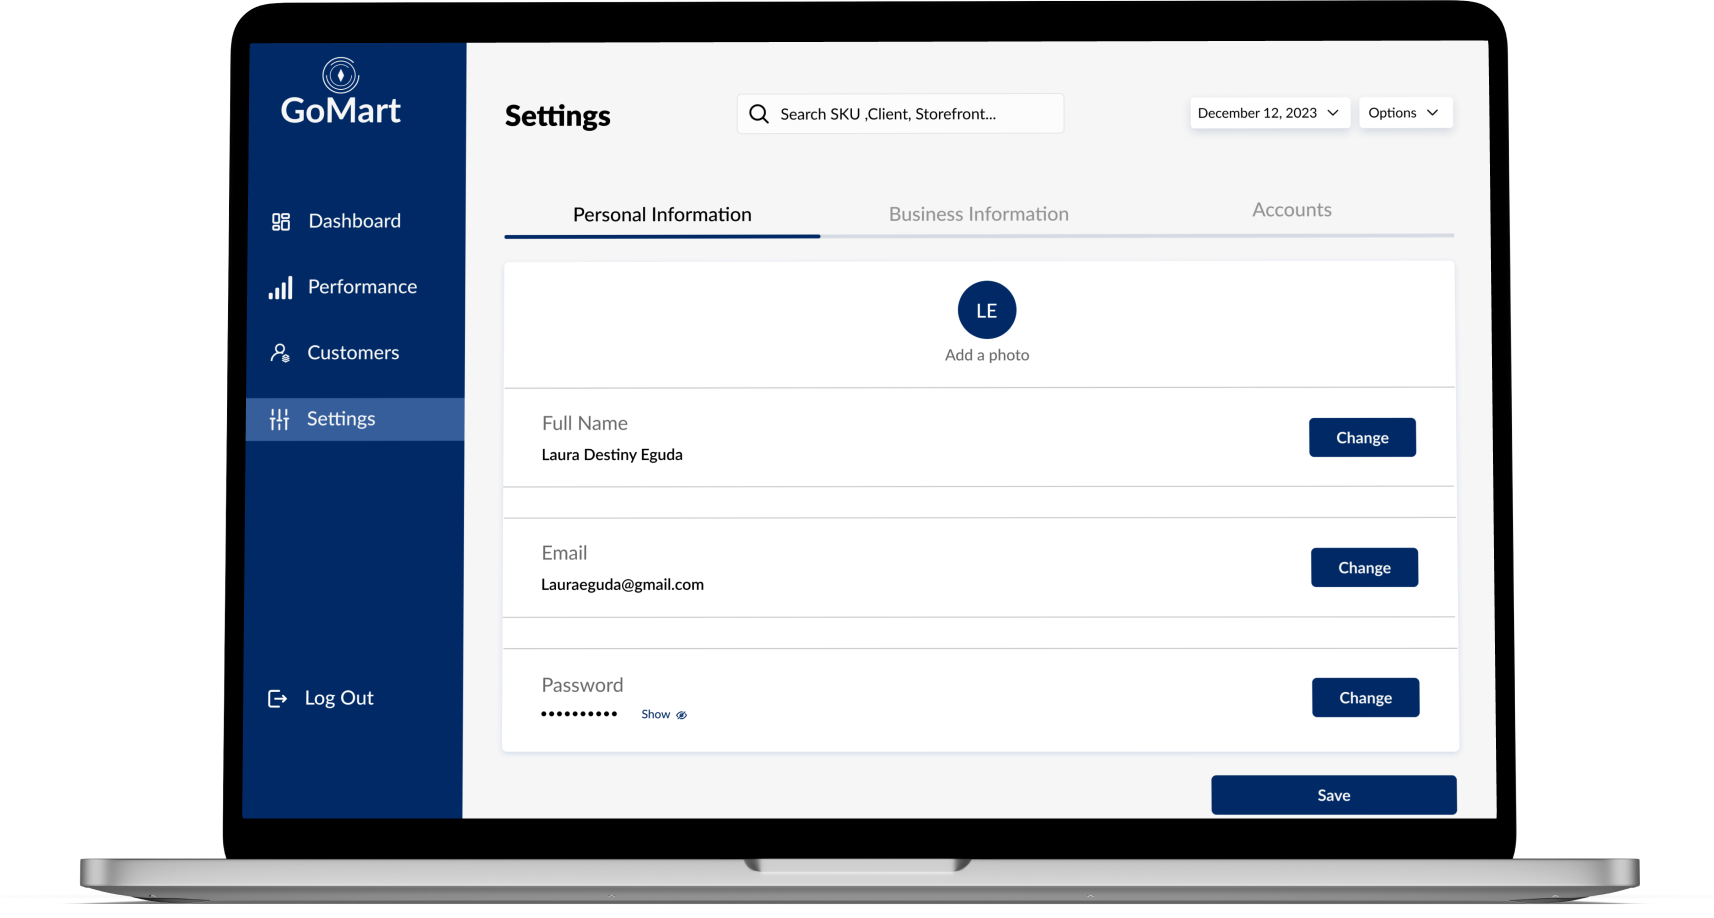 GoMart
Dashboard
Performance
Customers
Settings
Log Out
Settings
Search SKU ,Client, Storefront...
December 12, 2023
Options
Personal Information
Business Information
Accounts
LE
Add a photo
Full Name
Laura Destiny Eguda
Change
Email
Lauraeguda@gmail.com
Change
Password
••••••••••
Show
Change
Save